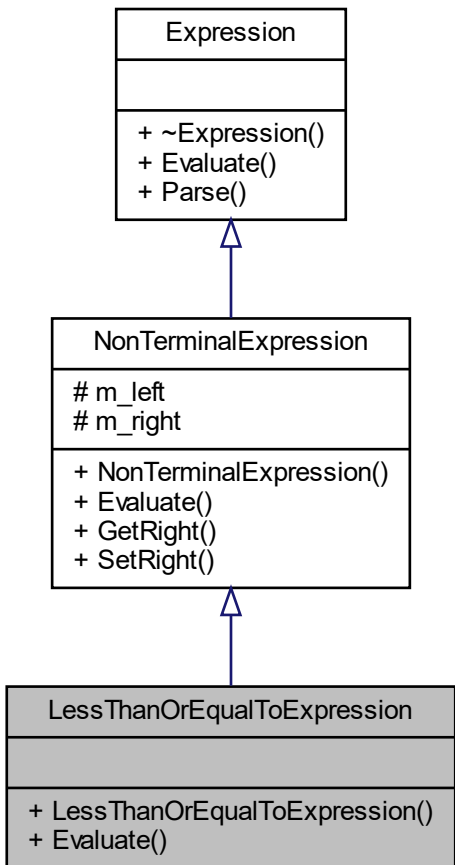 Expression
+ ~Expression()
+ Evaluate()
+ Parse()
NonTerminalExpression
# m_left
# m_right
+ NonTerminalExpression()
+ Evaluate()
+ GetRight()
+ SetRight()
LessThanOrEqualToExpression
+ LessThanOrEqualToExpression()
+ Evaluate()